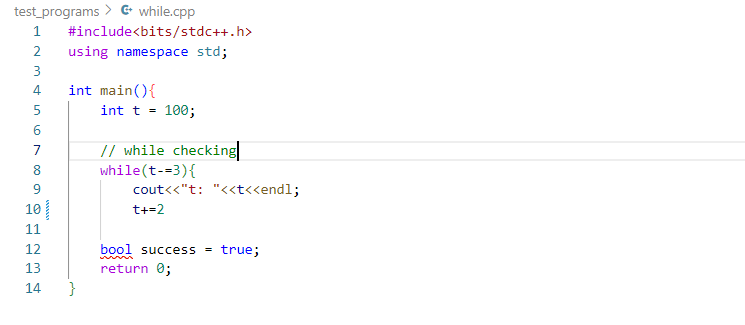 test_programs > while.cpp
1 #include<bits/stdc++.h>
2 using namespace std;
3
4 int main(){
5     int t = 100;
6
7     // while checking
8     while(t-=3){
9         cout<<"t: "<<t<<endl;
10         t+=2
11
12     bool success = true;
13     return 0;
14 }